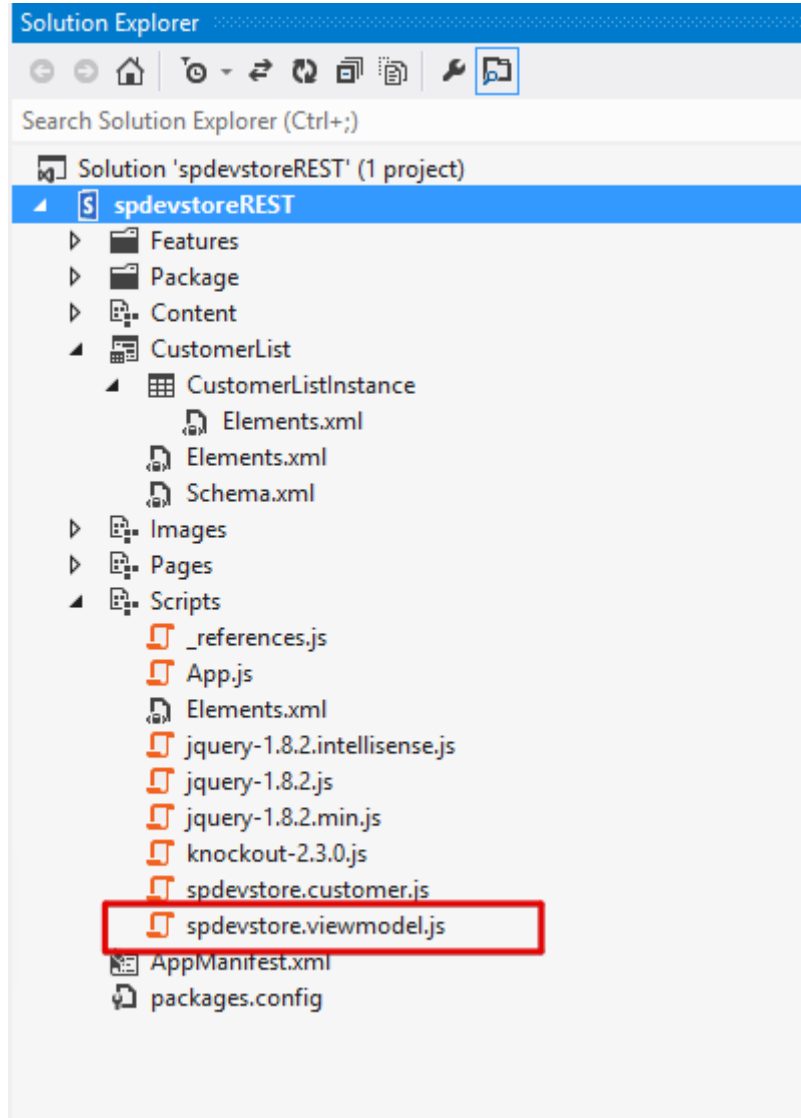 Solution Explorer
Search Solution Explorer (Ctrl+;)
Solution 'spdevstoreREST' (1 project)
spdevstoreREST
Features
Package
Content
CustomerList
CustomerListInstance
Elements.xml
Elements.xml
Schema.xml
Images
Pages
Scripts
_references.js
App.js
Elements.xml
jquery-1.8.2.intellisense.js
jquery-1.8.2.js
jquery-1.8.2.min.js
knockout-2.3.0.js
spdevstore.customer.js
spdevstore.viewmodel.js
AppManifest.xml
packages.config